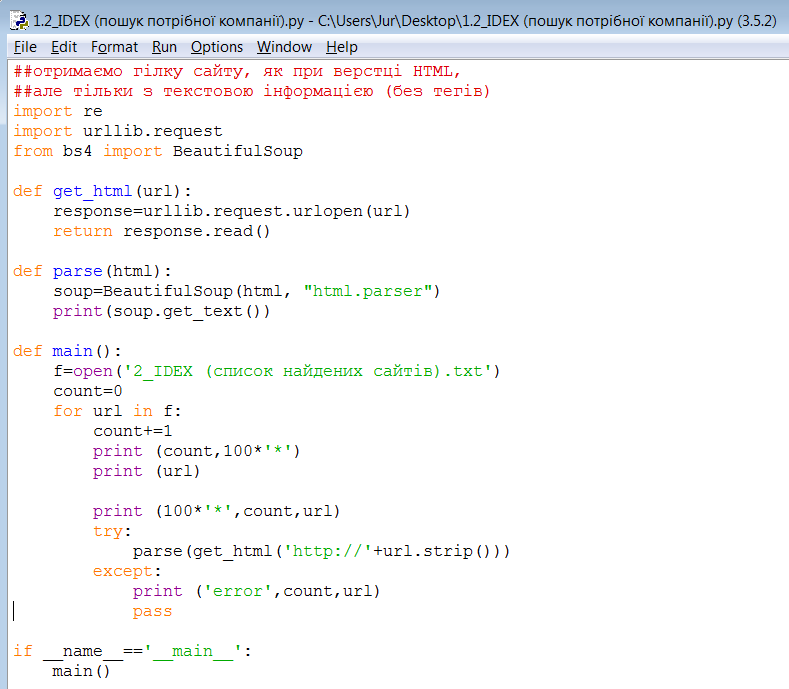 1.2_IDEX (пошук потрібної компанії).py - C:\Users\Jur\Desktop\1.2_IDEX (пошук потрібної компанії).py (3.5.2)
File Edit Format Run Options Window Help
##отримаємо гілку сайту, як при верстці HTML,
##але тільки з текстовою інформацією (без тегів)
import re
import urllib.request
from bs4 import BeautifulSoup
def get_html(url):
    response=urllib.request.urlopen(url)
    return response.read()
def parse(html):
    soup=BeautifulSoup(html, "html.parser")
    print(soup.get_text())
def main():
    f=open('2_IDEX (список найдених сайтів).txt')
    count=0
    for url in f:
        count+=1
        print (count,100*'*')
        print (url)
        print (100*'*',count,url)
        try:
            parse(get_html('http://'+url.strip()))
        except:
            print ('error',count,url)
            pass
if __name__=='__main__':
    main()